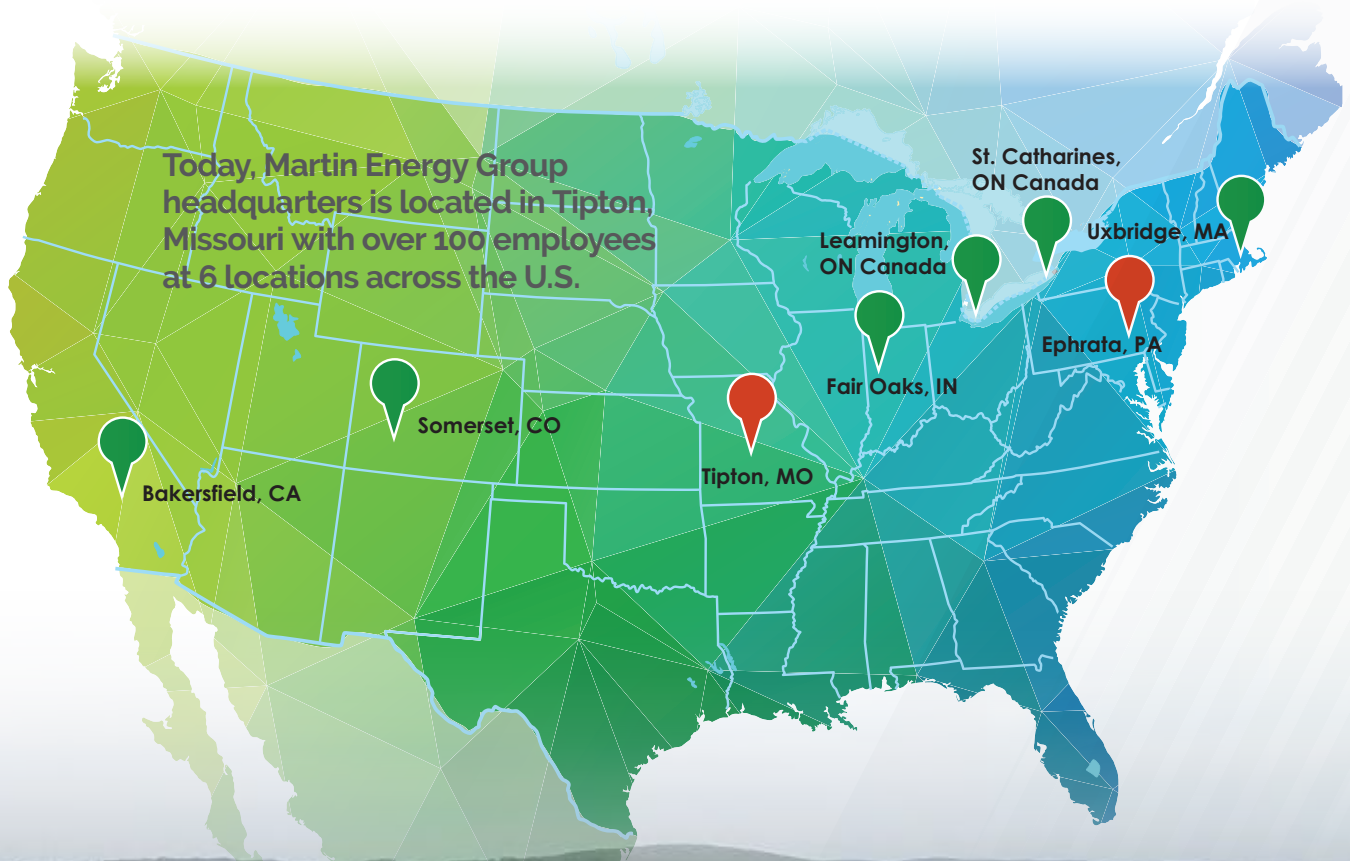 Today, Martin Energy Group
headquarters is located in Tipton,
Missouri with over 100 employees
at 6 locations across the U.S.
St. Catharines,
ON Canada
Leamington,
ON Canada
Uxbridge, MA
Ephrata, PA
Fair Oaks, IN
Somerset, CO
Tipton, MO
Bakersfield, CA